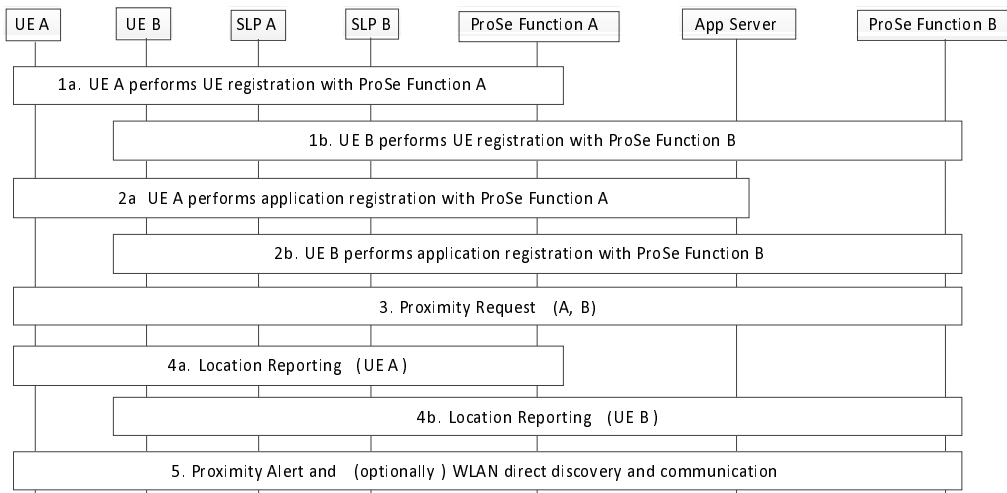 UE A
UE B
SLP A
SLP B
ProSe Function A
App Server
ProSe Function B
1a. UE A performs UE registration with ProSe Function A
1b. UE B performs UE registration with ProSe Function B
2a UE A performs application registration with ProSe Function A
2b. UE B performs application registration with ProSe Function B
3. Proximity Request (A, B)
4a. Location Reporting (UE A)
4b. Location Reporting (UE B)
5. Proximity Alert and (optionally) WLAN direct discovery and communication